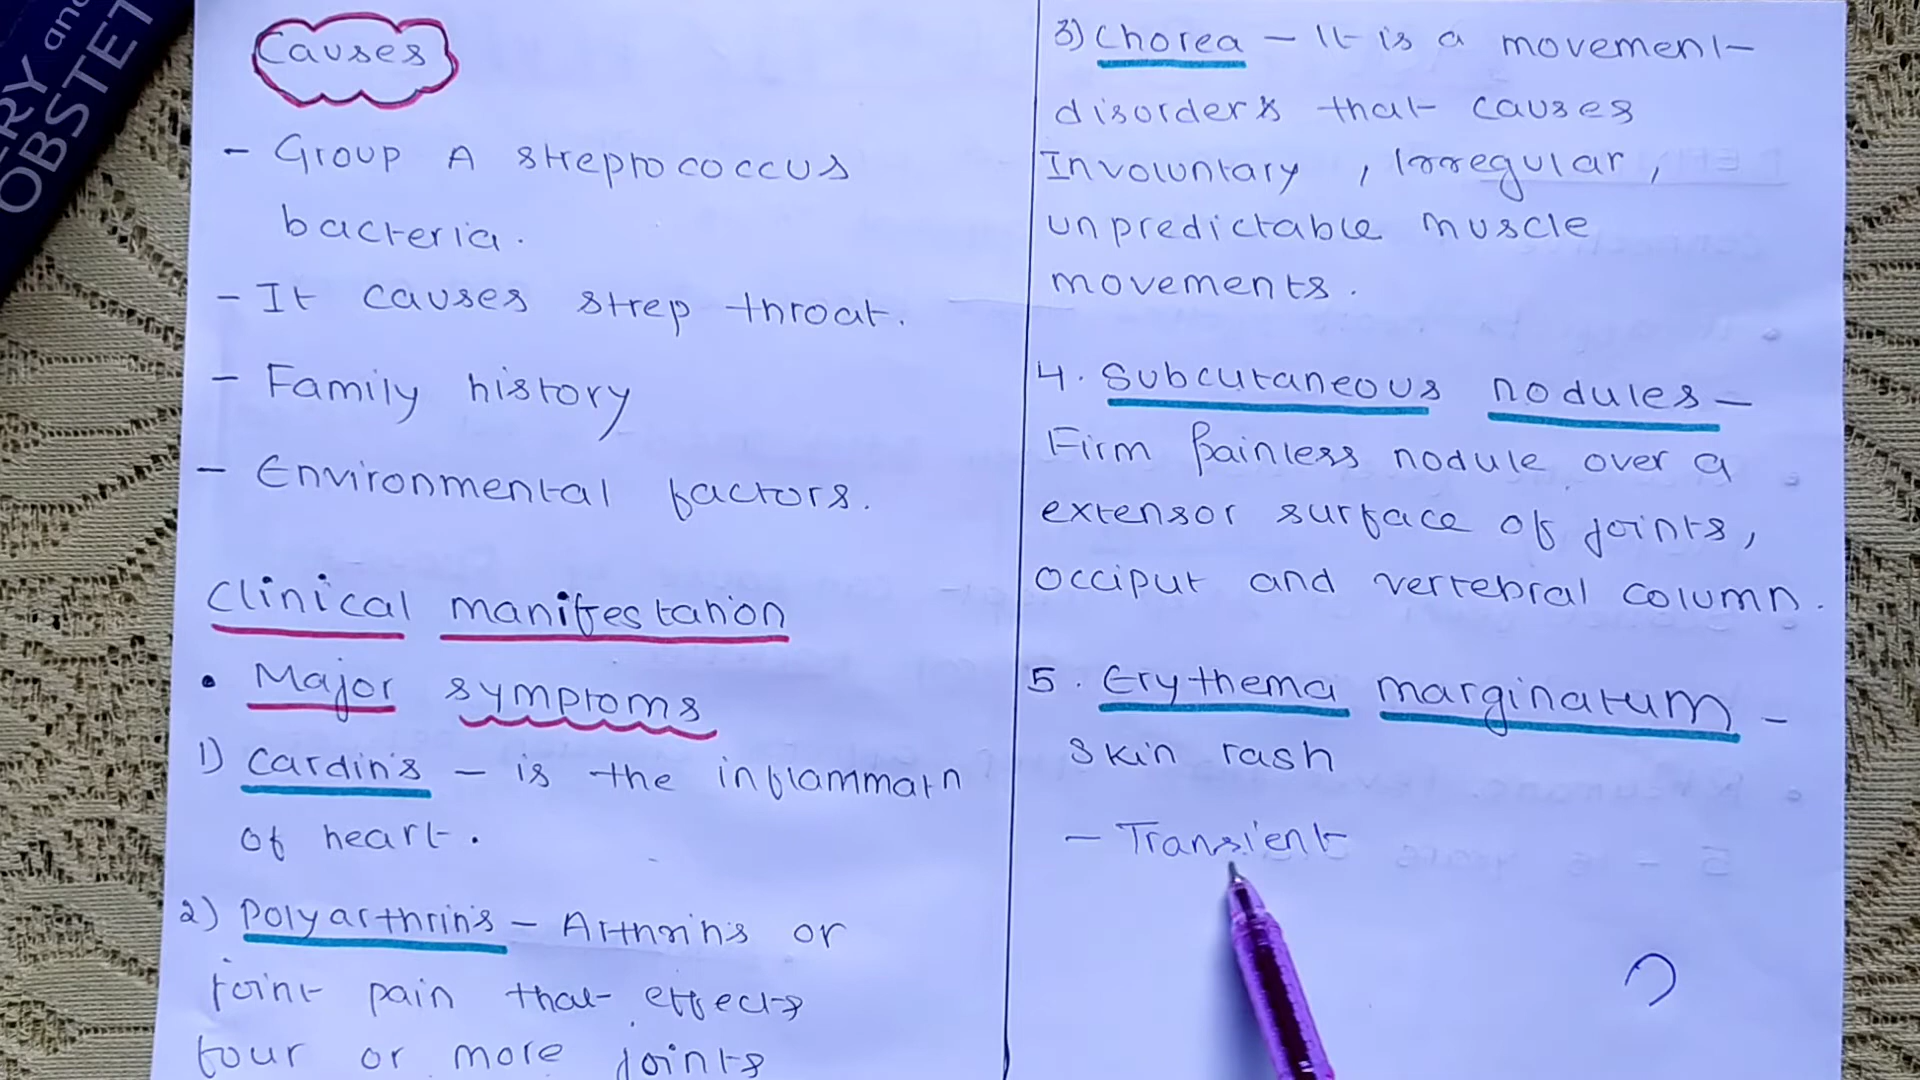 RY and
OBSTET
Causes
- Group A streptococcus
bacteria.
- It causes strep throat.
- Family history
- Environmental factors.
Clinical manifestation
• Major symptoms
1) Carditis - is the inflammatn
of heart.
2) Polyarthritis - Arthritis or
joint pain that effects
four or more joints
3) Chorea - It is a movement
disorders that causes
Involuntary, Irregular,
unpredictable muscle
movements.
4. Subcutaneous nodules -
Firm Painless nodule over a
extensor surface of joints,
occiput and vertebral column.
5. Erythema marginatum -
skin rash
- Transient